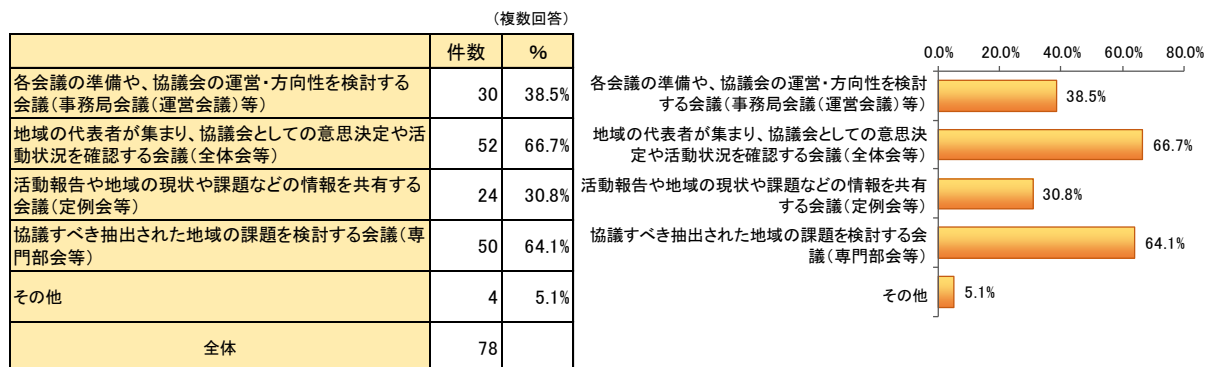 （複数回答）
件数 %
各会議の準備や、協議会の運営・方向性を検討する
会議（事務局会議（運営会議）等）
30 38.5%
地域の代表者が集まり、協議会としての意思決定や活
動状況を確認する会議（全体会等）
52 66.7%
活動報告や地域の現状や課題などの情報を共有する
会議（定例会等）
24 30.8%
協議すべき抽出された地域の課題を検討する会議（専
門部会等）
50 64.1%
その他 4 5.1%
全体 78
0.0% 20.0% 40.0% 60.0% 80.0%
各会議の準備や、協議会の運営・方向性を検討
する会議（事務局会議（運営会議）等）
38.5%
地域の代表者が集まり、協議会としての意思決
定や活動状況を確認する会議（全体会等）
66.7%
活動報告や地域の現状や課題などの情報を共有
する会議（定例会等）
30.8%
協議すべき抽出された地域の課題を検討する会
議（専門部会等）
64.1%
その他 5.1%